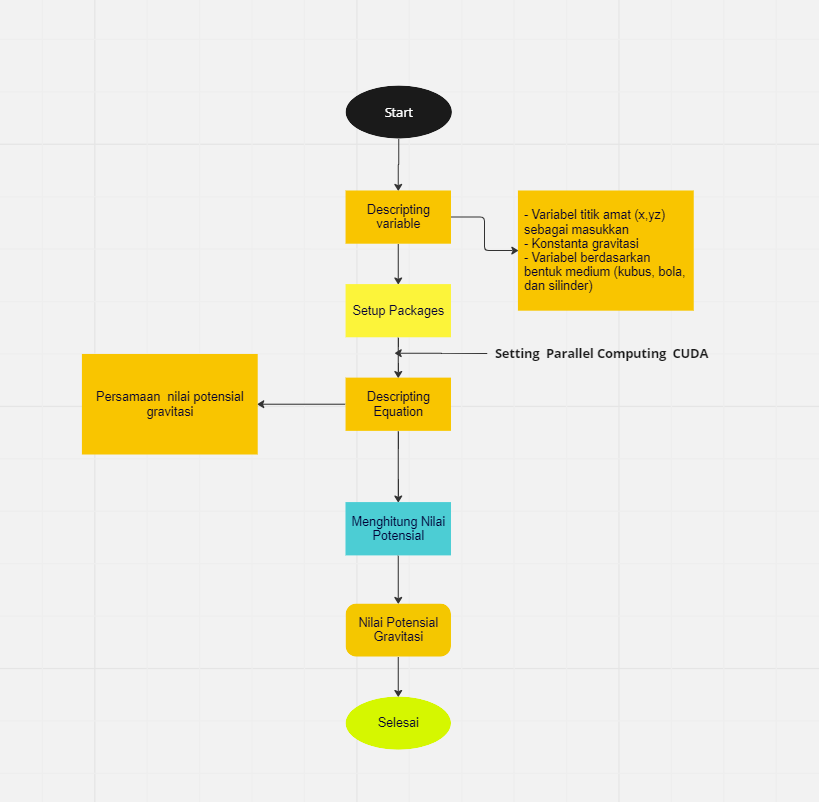 Start
Descripting
variable
- Variabel titik amat (x,yz)
sebagai masukkan
- Konstanta gravitasi
- Variabel berdasarkan
bentuk medium (kubus, bola,
dan silinder)
Setup Packages
Setting Parallel Computing CUDA
Descripting
Equation
Persamaan nilai potensial
gravitasi
Menghitung Nilai
Potensial
Nilai Potensial
Gravitasi
Selesai